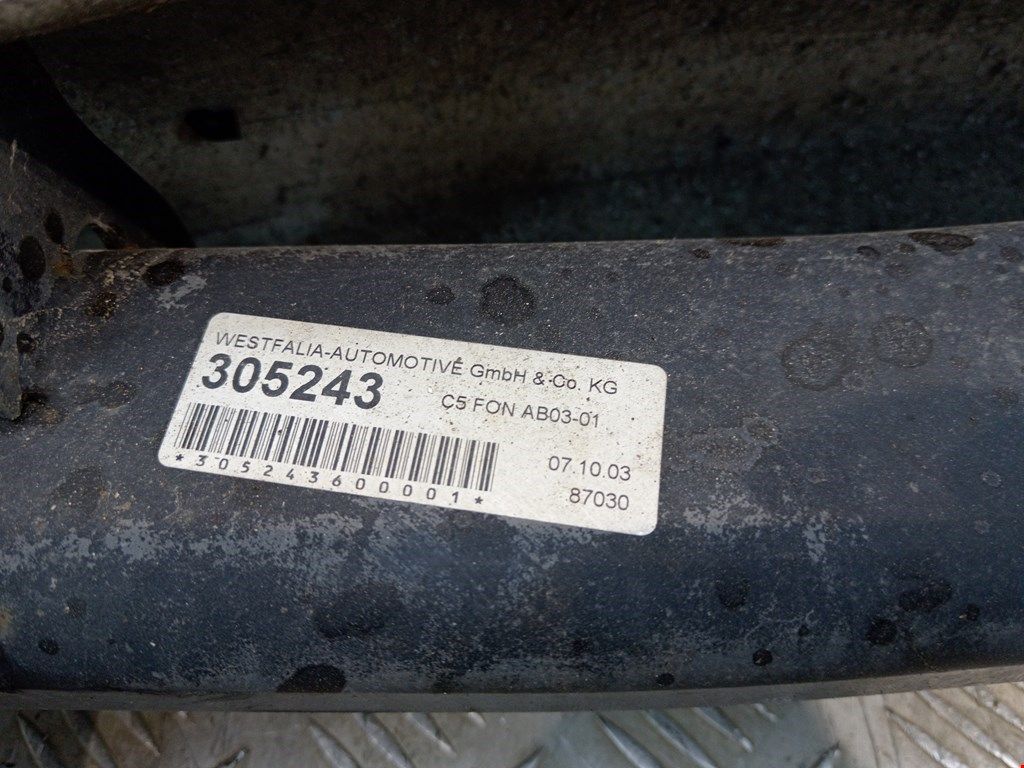 WESTFALIA-AUTOMOTIVE GmbH & Co. KG
305243
C5 FON AB03-01
*305243600001*
07.10.03
87030